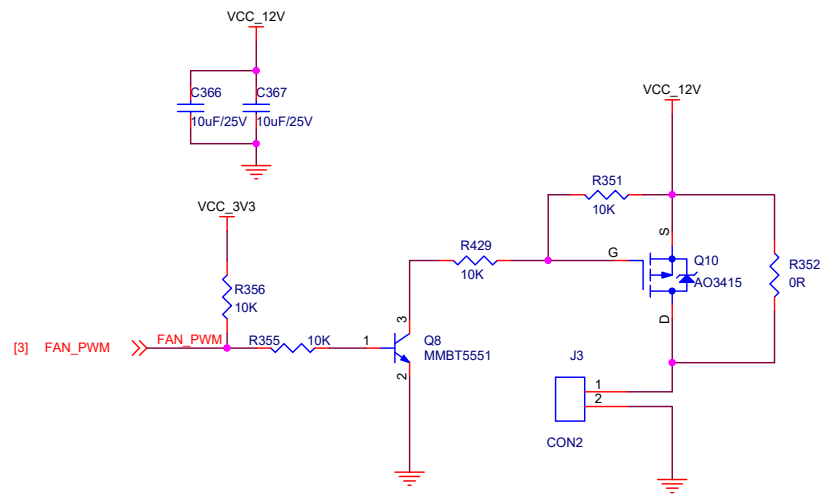 VCC_12V
C366
C367
10uF/25V
10uF/25V
VCC_12V
R351
10K
VCC_3V3
S
R429
G
Q10
R352
10K
AO3415
0R
R356
10K
3
D
[3] FAN_PWM
FAN_PWM
R355
10K
1
Q8
MMBT5551
2
J3
1
2
CON2